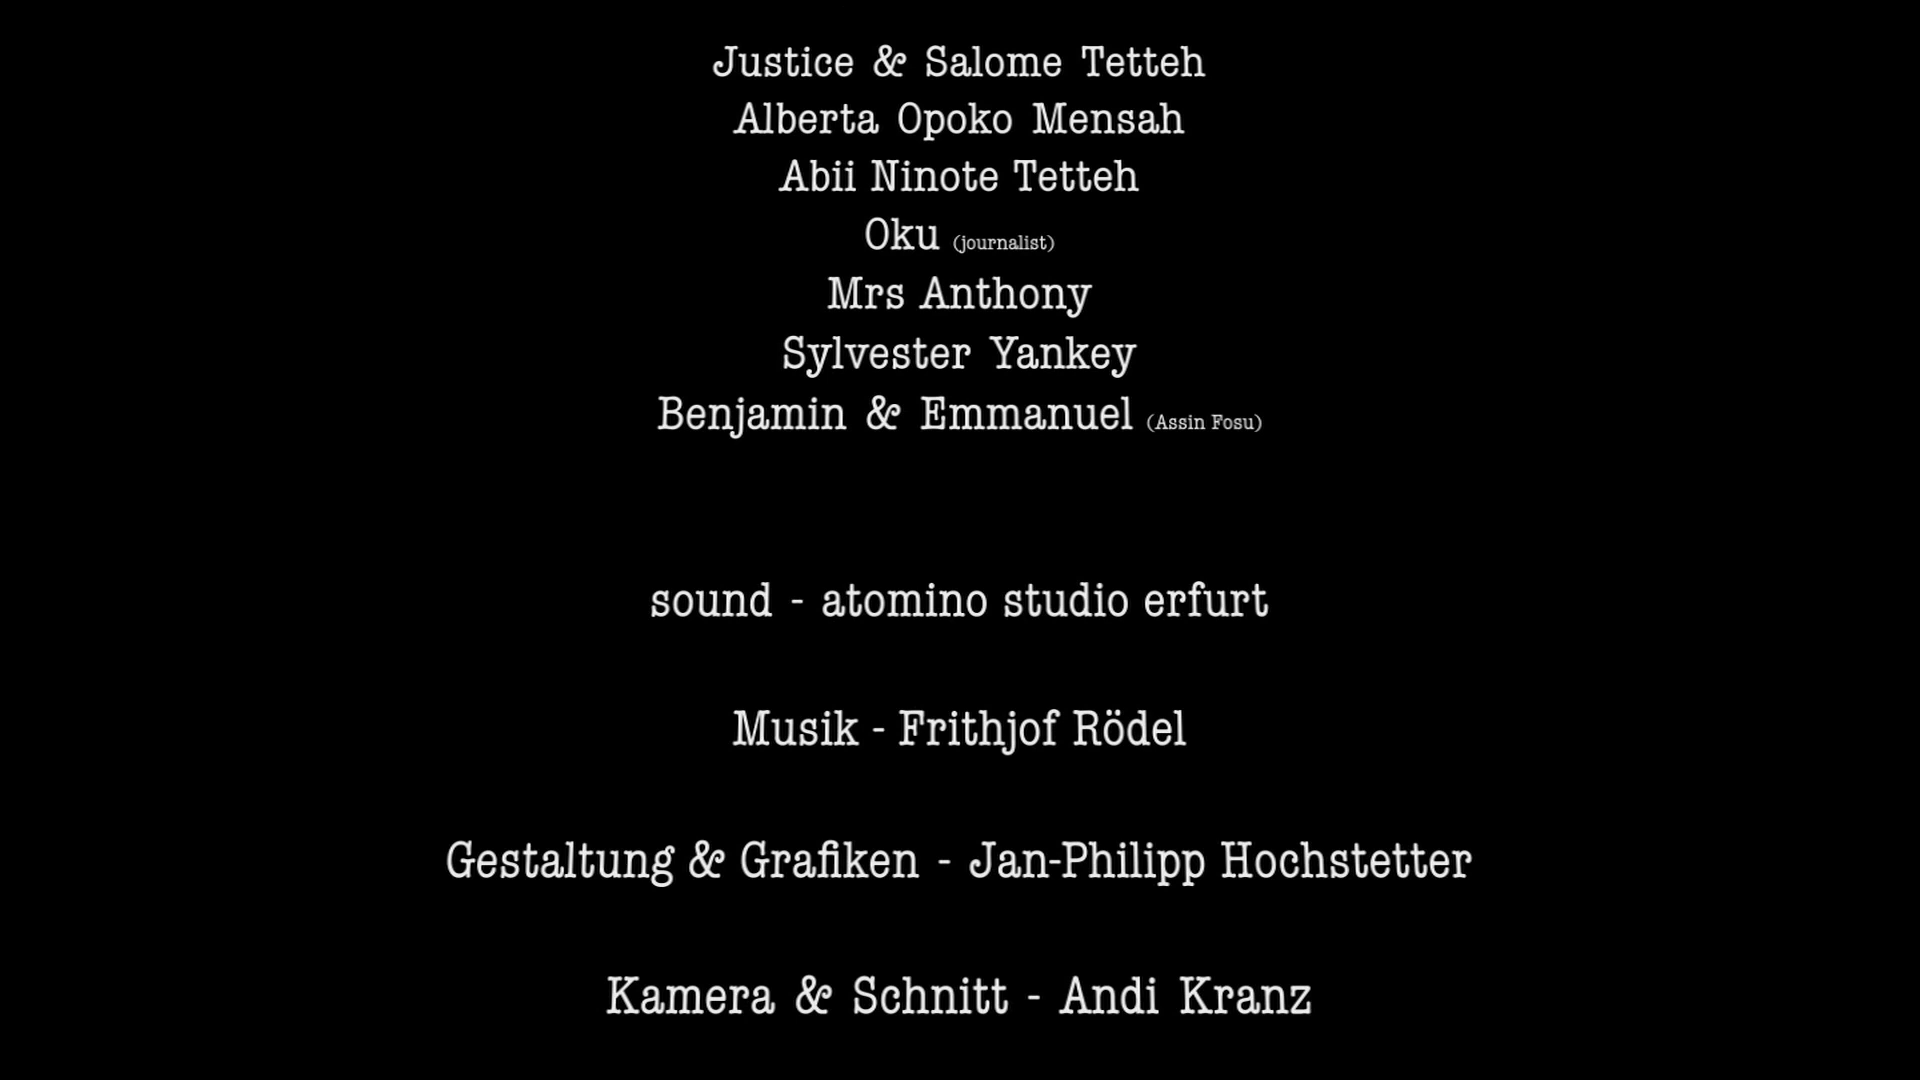 Justice & Salome Tetteh
Alberta Opoko Mensah
Abii Ninote Tetteh
Oku (journalist)
Mrs Anthony
Sylvester Yankey
Benjamin & Emmanuel (Assin Fosu)
sound - atomino studio erfurt
Musik - Frithjof Rödel
Gestaltung & Grafiken - Jan-Philipp Hochstetter
Kamera & Schnitt - Andi Kranz